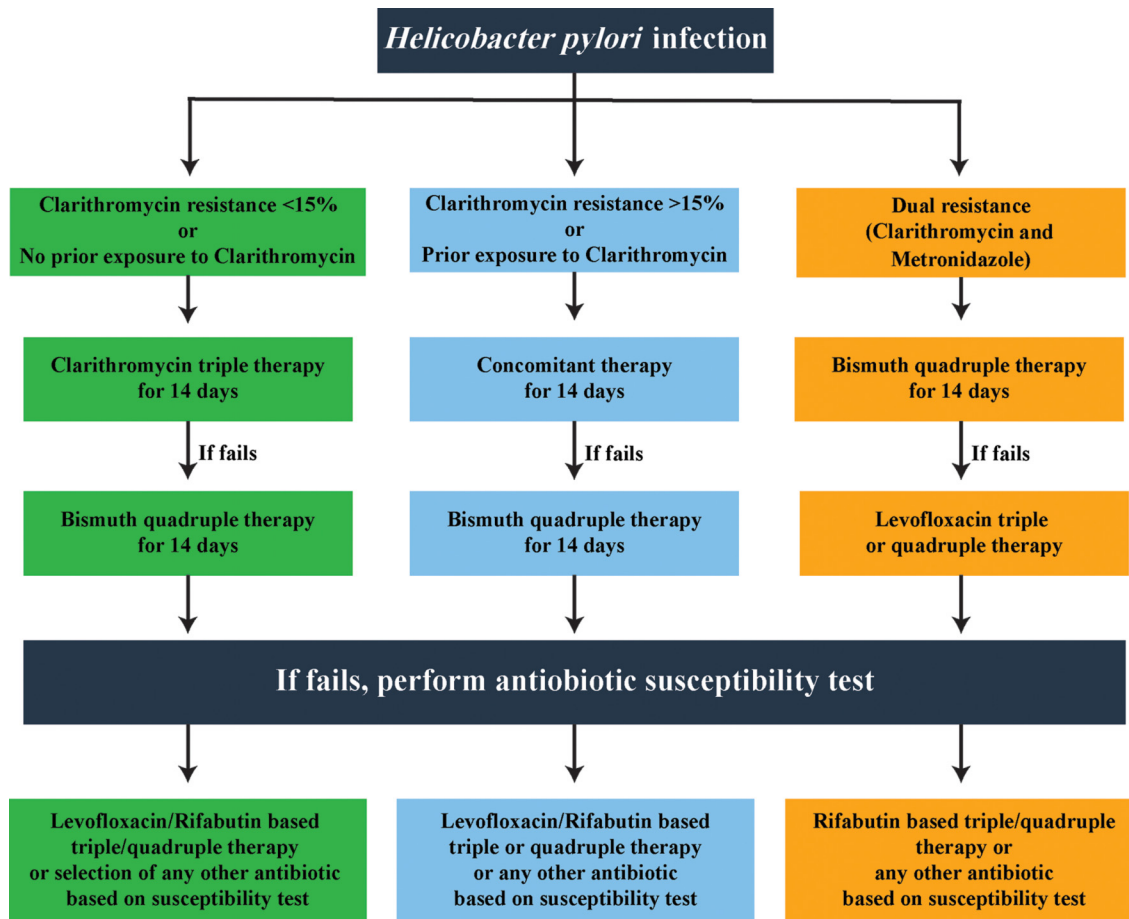 Helicobacter pylori infection
Clarithromycin resistance <15%
or
No prior exposure to Clarithromycin
Clarithromycin resistance >15%
or
Prior exposure to Clarithromycin
Dual resistance
(Clarithromycin and
Metronidazole)
Clarithromycin triple therapy
for 14 days
Concomitant therapy
for 14 days
Bismuth quadruple therapy
for 14 days
If fails
If fails
If fails
Bismuth quadruple therapy
for 14 days
Bismuth quadruple therapy
for 14 days
Levofloxacin triple
or quadruple therapy
If fails, perform antiobiotic susceptibility test
Levofloxacin/Rifabutin based
triple/quadruple therapy
or selection of any other antibiotic
based on susceptibility test
Levofloxacin/Rifabutin based
triple or quadruple therapy
or any other antibiotic
based on susceptibility test
Rifabutin based triple/quadruple
therapy or
any other antibiotic
based on susceptibility test